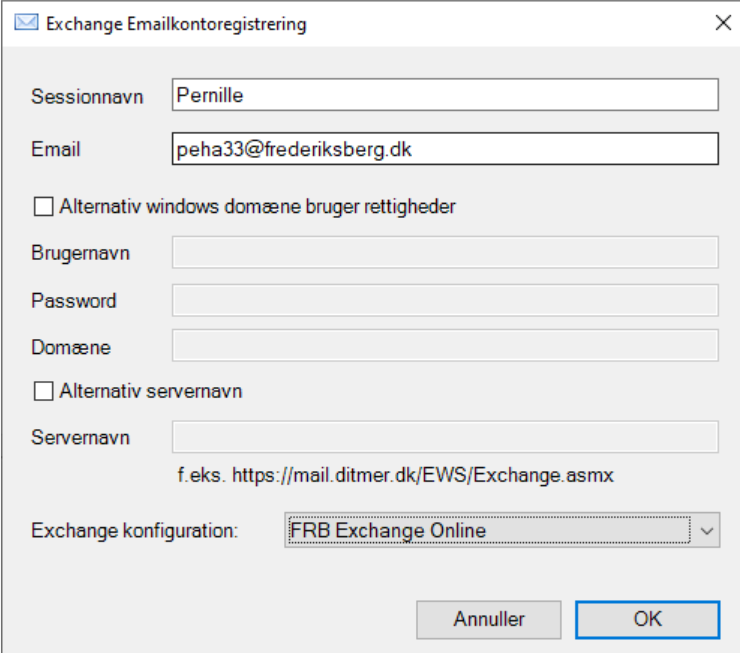 Exchange Emailkontoregistrering
Sessionnavn Pernille
Email peha33@frederiksberg.dk
Alternativ windows domæne bruger rettigheder
Brugernavn
Password
Domæne
Alternativ servernavn
Servernavn
f.eks. https://mail.ditmer.dk/EWS/Exchange.asmx
Exchange konfiguration: FRB Exchange Online
Annuller OK